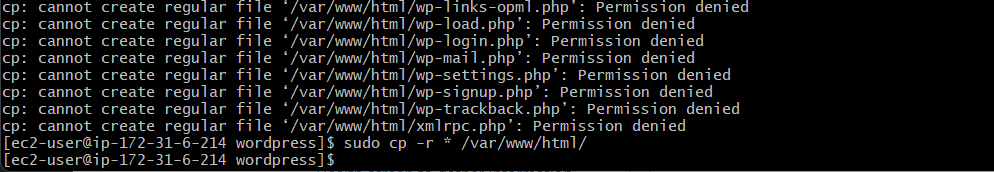 cp: cannot create regular file ‘/var/www/html/wp-links-opml.php’: Permission denied
cp: cannot create regular file ‘/var/www/html/wp-load.php’: Permission denied
cp: cannot create regular file ‘/var/www/html/wp-login.php’: Permission denied
cp: cannot create regular file ‘/var/www/html/wp-mail.php’: Permission denied
cp: cannot create regular file ‘/var/www/html/wp-settings.php’: Permission denied
cp: cannot create regular file ‘/var/www/html/wp-signup.php’: Permission denied
cp: cannot create regular file ‘/var/www/html/wp-trackback.php’: Permission denied
cp: cannot create regular file ‘/var/www/html/xmlrpc.php’: Permission denied
[ec2-user@ip-172-31-6-214 wordpress]$ sudo cp -r * /var/www/html/
[ec2-user@ip-172-31-6-214 wordpress]$